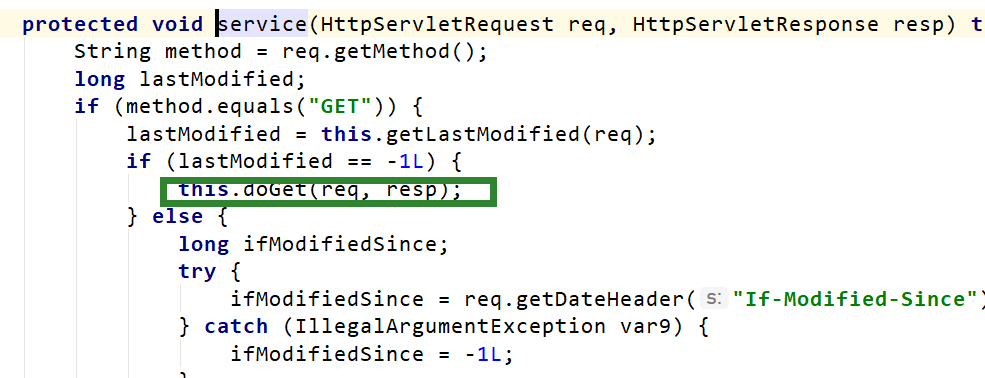 protected void service(HttpServletRequest req, HttpServletResponse resp) t
String method = req.getMethod();
long lastModified;
if (method.equals("GET")) {
lastModified = this.getLastModified(req);
if (lastModified == -1L) {
this.doGet(req, resp);
} else {
long ifModifiedSince;
try {
ifModifiedSince = req.getDateHeader( s: "If-Modified-Since")
} catch (IllegalArgumentException var9) {
ifModifiedSince = -1L;
}